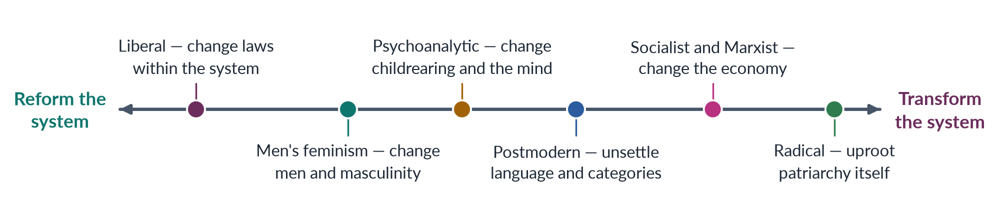 Reform the
system
Liberal — change laws
within the system
Men's feminism — change
men and masculinity
Psychoanalytic — change
childrearing and the mind
Postmodern — unsettle
language and categories
Socialist and Marxist —
change the economy
Radical — uproot
patriarchy itself
Transform
the system